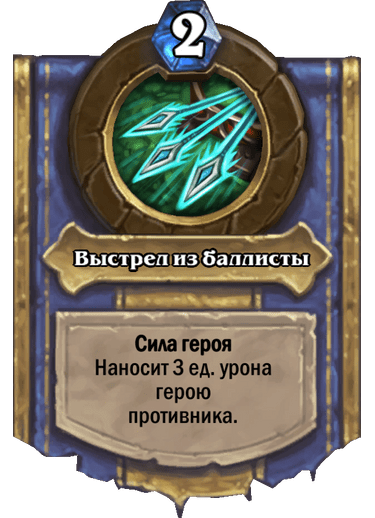 2
Выстрел из баллисты
Сила героя
Наносит 3 ед. урона
герою
противника.